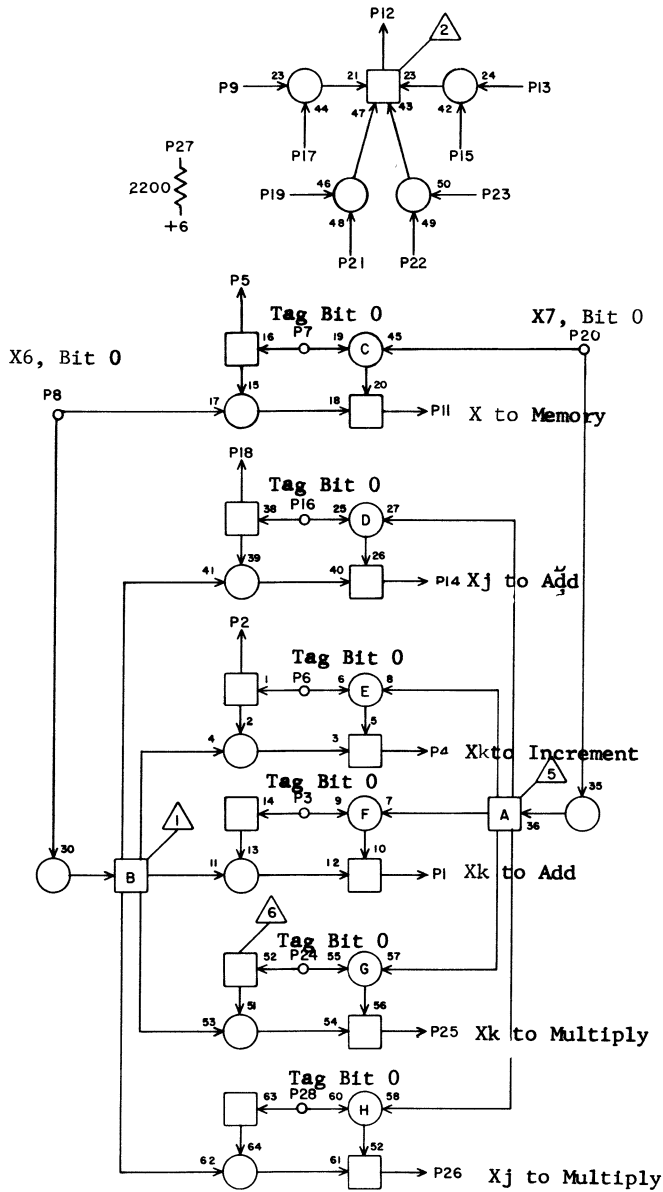 P12
2
P9 23 21 23 24 P13
44 47 43 42
P17 P15
P27
2200
+6
P19 46 50 P23
48 49
P21 P22
P5
Tag Bit 0
X7, Bit 0
P7 P20
16 19 C 45
X6, Bit 0
P8
15 20
17 18 P11 X to Memory
P18
Tag Bit 0
P16
38 25 D 27
39 26
41 40 P14 Xj to Add
P2
Tag Bit 0
P6
1 6 E 8
2 5
4 3 P4 Xk to Increment
Tag Bit 0
5
35
P3
14 9 F 7 A 36
1
13 10
30 B 11 12 P1 Xk to Add
6
Tag Bit 0
P24
52 55 G 57
51 56
53 54 P25 Xk to Multiply
Tag Bit 0
P28
63 60 H 58
64 52
62 61 P26 Xj to Multiply